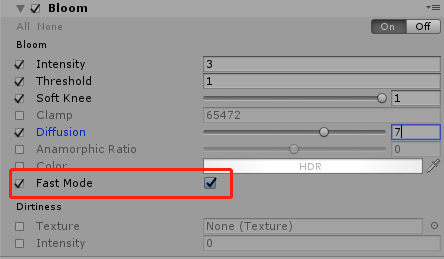 Bloom
All None On Off
Bloom
Intensity 3
Threshold 1
Soft Knee 1
Clamp 65472
Diffusion 7
Anamorphic Ratio 0
Color HDR
Fast Mode
Dirtiness
Texture None (Texture)
Intensity 0